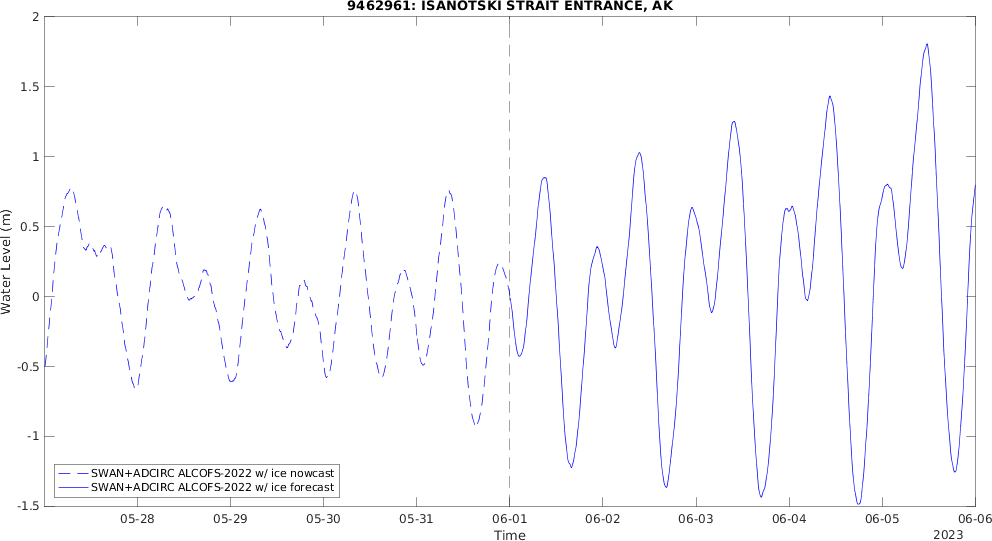 9462961: ISANOTSKI STRAIT ENTRANCE, AK
Water Level (m)
2
1.5
1
0.5
0
-0.5
-1
-1.5
SWAN+ADCIRC ALCOFS-2022 w/ ice nowcast
SWAN+ADCIRC ALCOFS-2022 w/ ice forecast
05-28 05-29 05-30 05-31 06-01 06-02 06-03 06-04 06-05 06-06
Time
2023